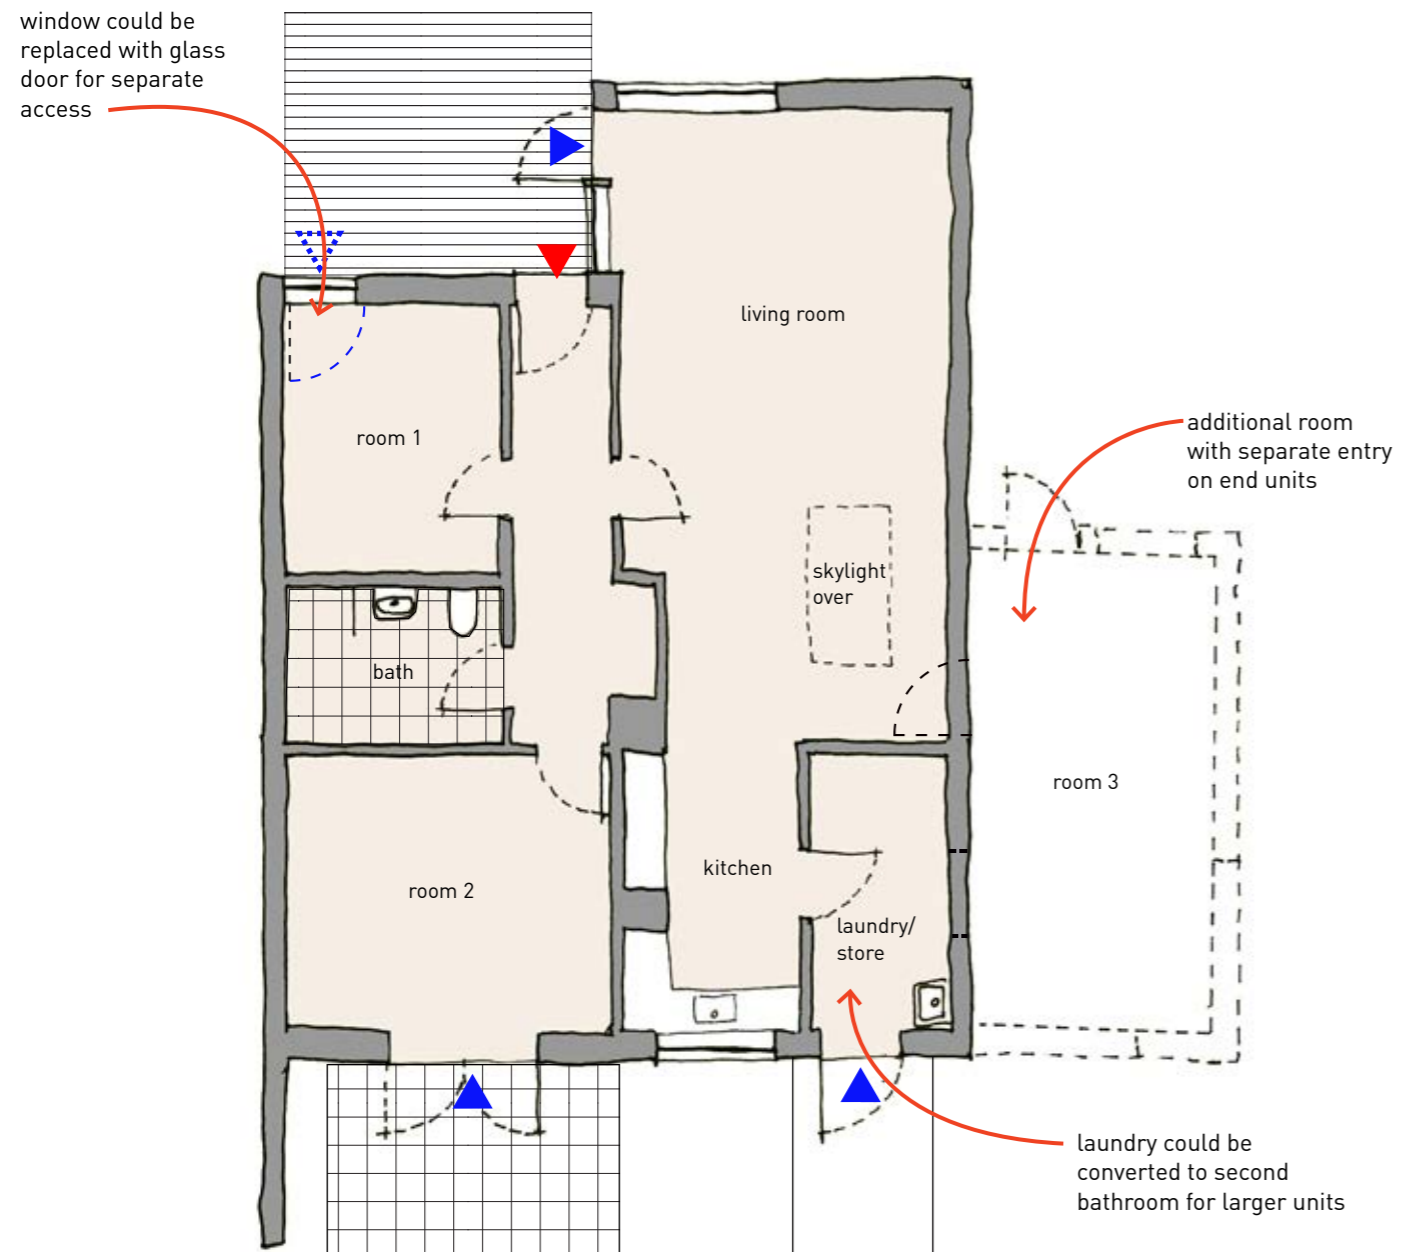 window could be
replaced with glass
door for separate
access
living room
room 1
additional room
with separate entry
on end units
skylight
over
bath
room 3
kitchen
room 2
laundry/
store
laundry could be
converted to second
bathroom for larger units